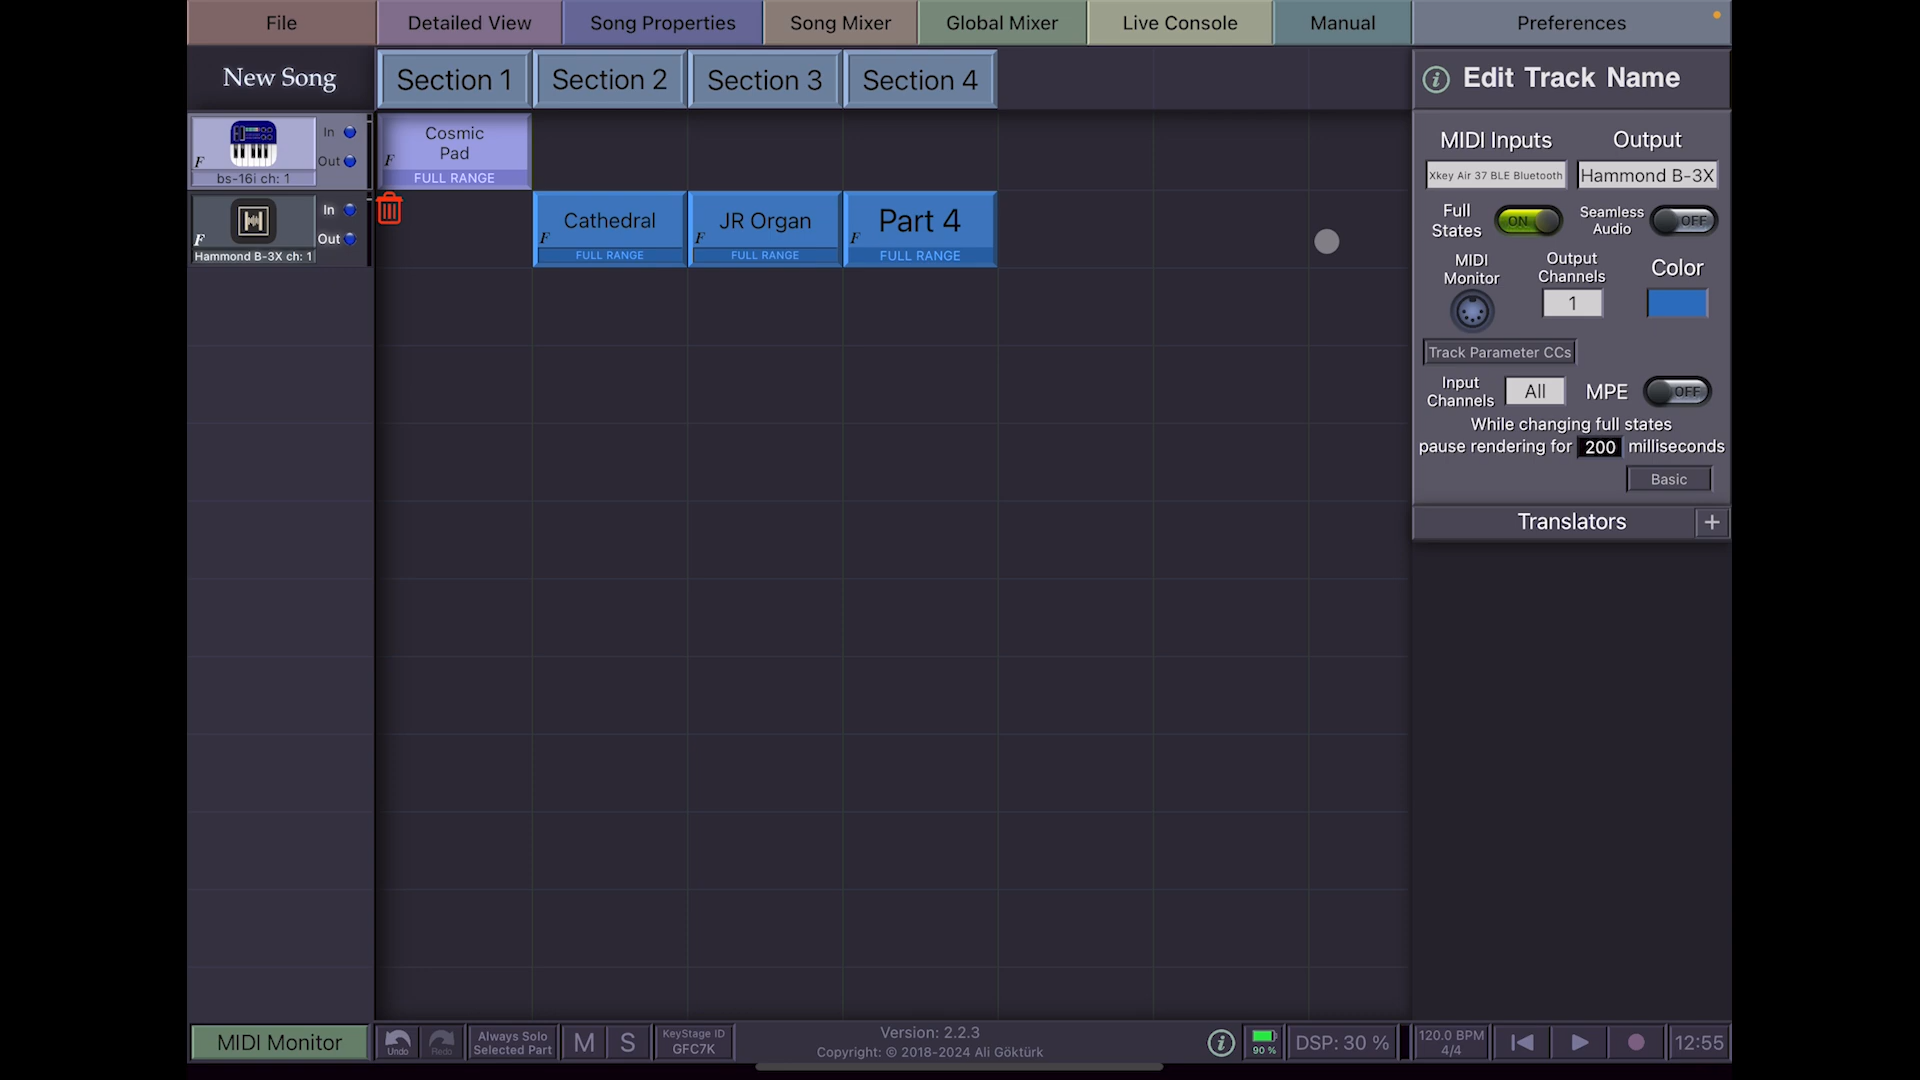 File
Detailed View
Song Properties
Song Mixer
Global Mixer
Live Console
Manual
Preferences
New Song
Section 1
Section 2
Section 3
Section 4
Edit Track Name
F
In
Out
bs-16i ch: 1
Cosmic
Pad
F
FULL RANGE
F
In
Out
Hammond B-3X ch: 1
Cathedral
F
FULL RANGE
JR Organ
F
FULL RANGE
Part 4
F
FULL RANGE
MIDI Inputs
Output
Xkey Air 37 BLE Bluetooth
Hammond B-3X
Full
States
ON
Seamless
Audio
OFF
MIDI
Monitor
Output
Channels
1
Color
Track Parameter CCs
Input
Channels
All
MPE
OFF
While changing full states
pause rendering for 200 milliseconds
Basic
Translators
+
MIDI Monitor
Undo
Redo
Always Solo
Selected Part
M
S
KeyStage ID
GFC7K
Version: 2.2.3
Copyright: © 2018-2024 Ali Göktürk
90 %
DSP: 30 %
120.0 BPM
4/4
12:55